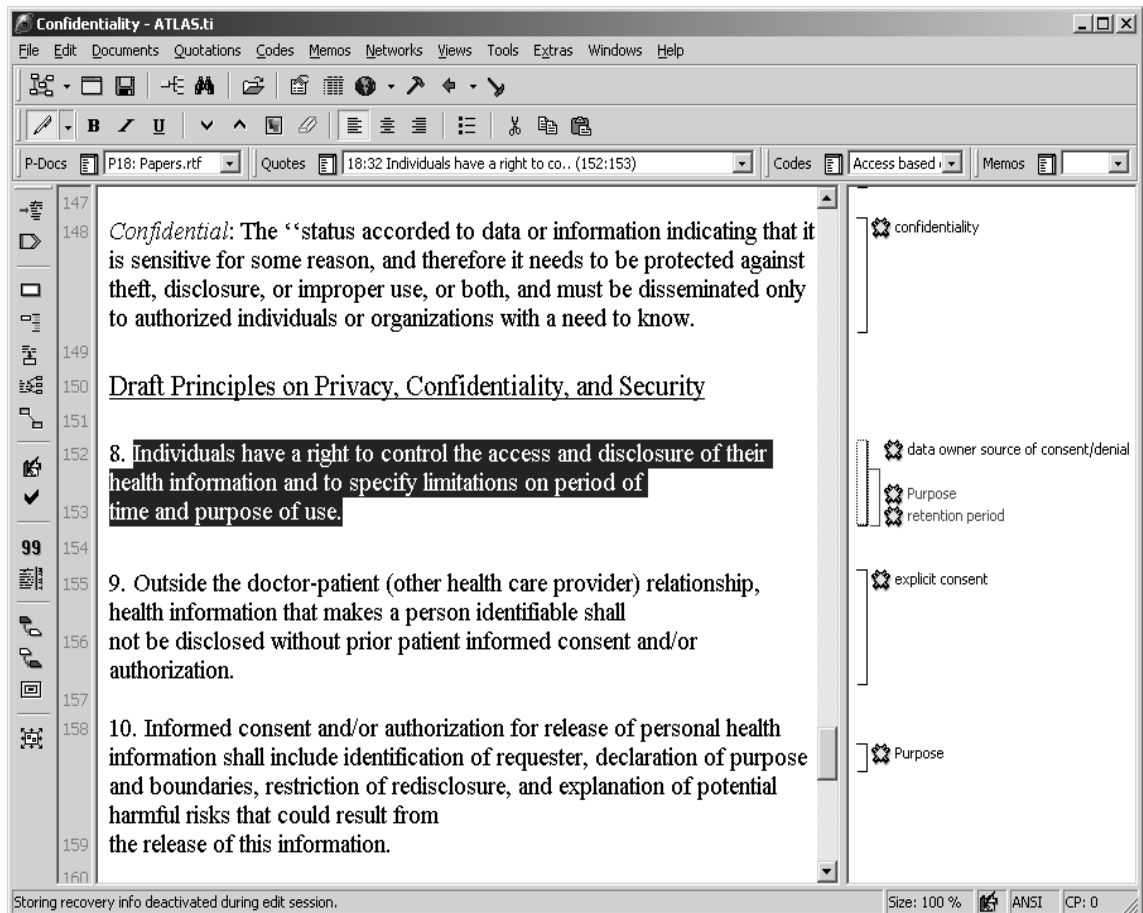 Confidentiality - ATLAS.ti
File Edit Documents Quotations Codes Memos Networks Views Tools Extras Windows Help
B I U
P-Docs P18: Papers.rtf Quotes 18:32 Individuals have a right to co.. (152:153) Codes Access based Memos
147
148 Confidential: The ‘‘status accorded to data or information indicating that it
is sensitive for some reason, and therefore it needs to be protected against
theft, disclosure, or improper use, or both, and must be disseminated only
to authorized individuals or organizations with a need to know.
confidentiality
149
150 Draft Principles on Privacy, Confidentiality, and Security
151
152 8. Individuals have a right to control the access and disclosure of their
health information and to specify limitations on period of
153 time and purpose of use.
data owner source of consent/denial
Purpose
retention period
99
154
155 9. Outside the doctor-patient (other health care provider) relationship,
health information that makes a person identifiable shall
156 not be disclosed without prior patient informed consent and/or
authorization.
explicit consent
157
158 10. Informed consent and/or authorization for release of personal health
information shall include identification of requester, declaration of purpose
and boundaries, restriction of redisclosure, and explanation of potential
harmful risks that could result from
159 the release of this information.
Purpose
160
Storing recovery info deactivated during edit session. Size: 100 % ANSI CP: 0